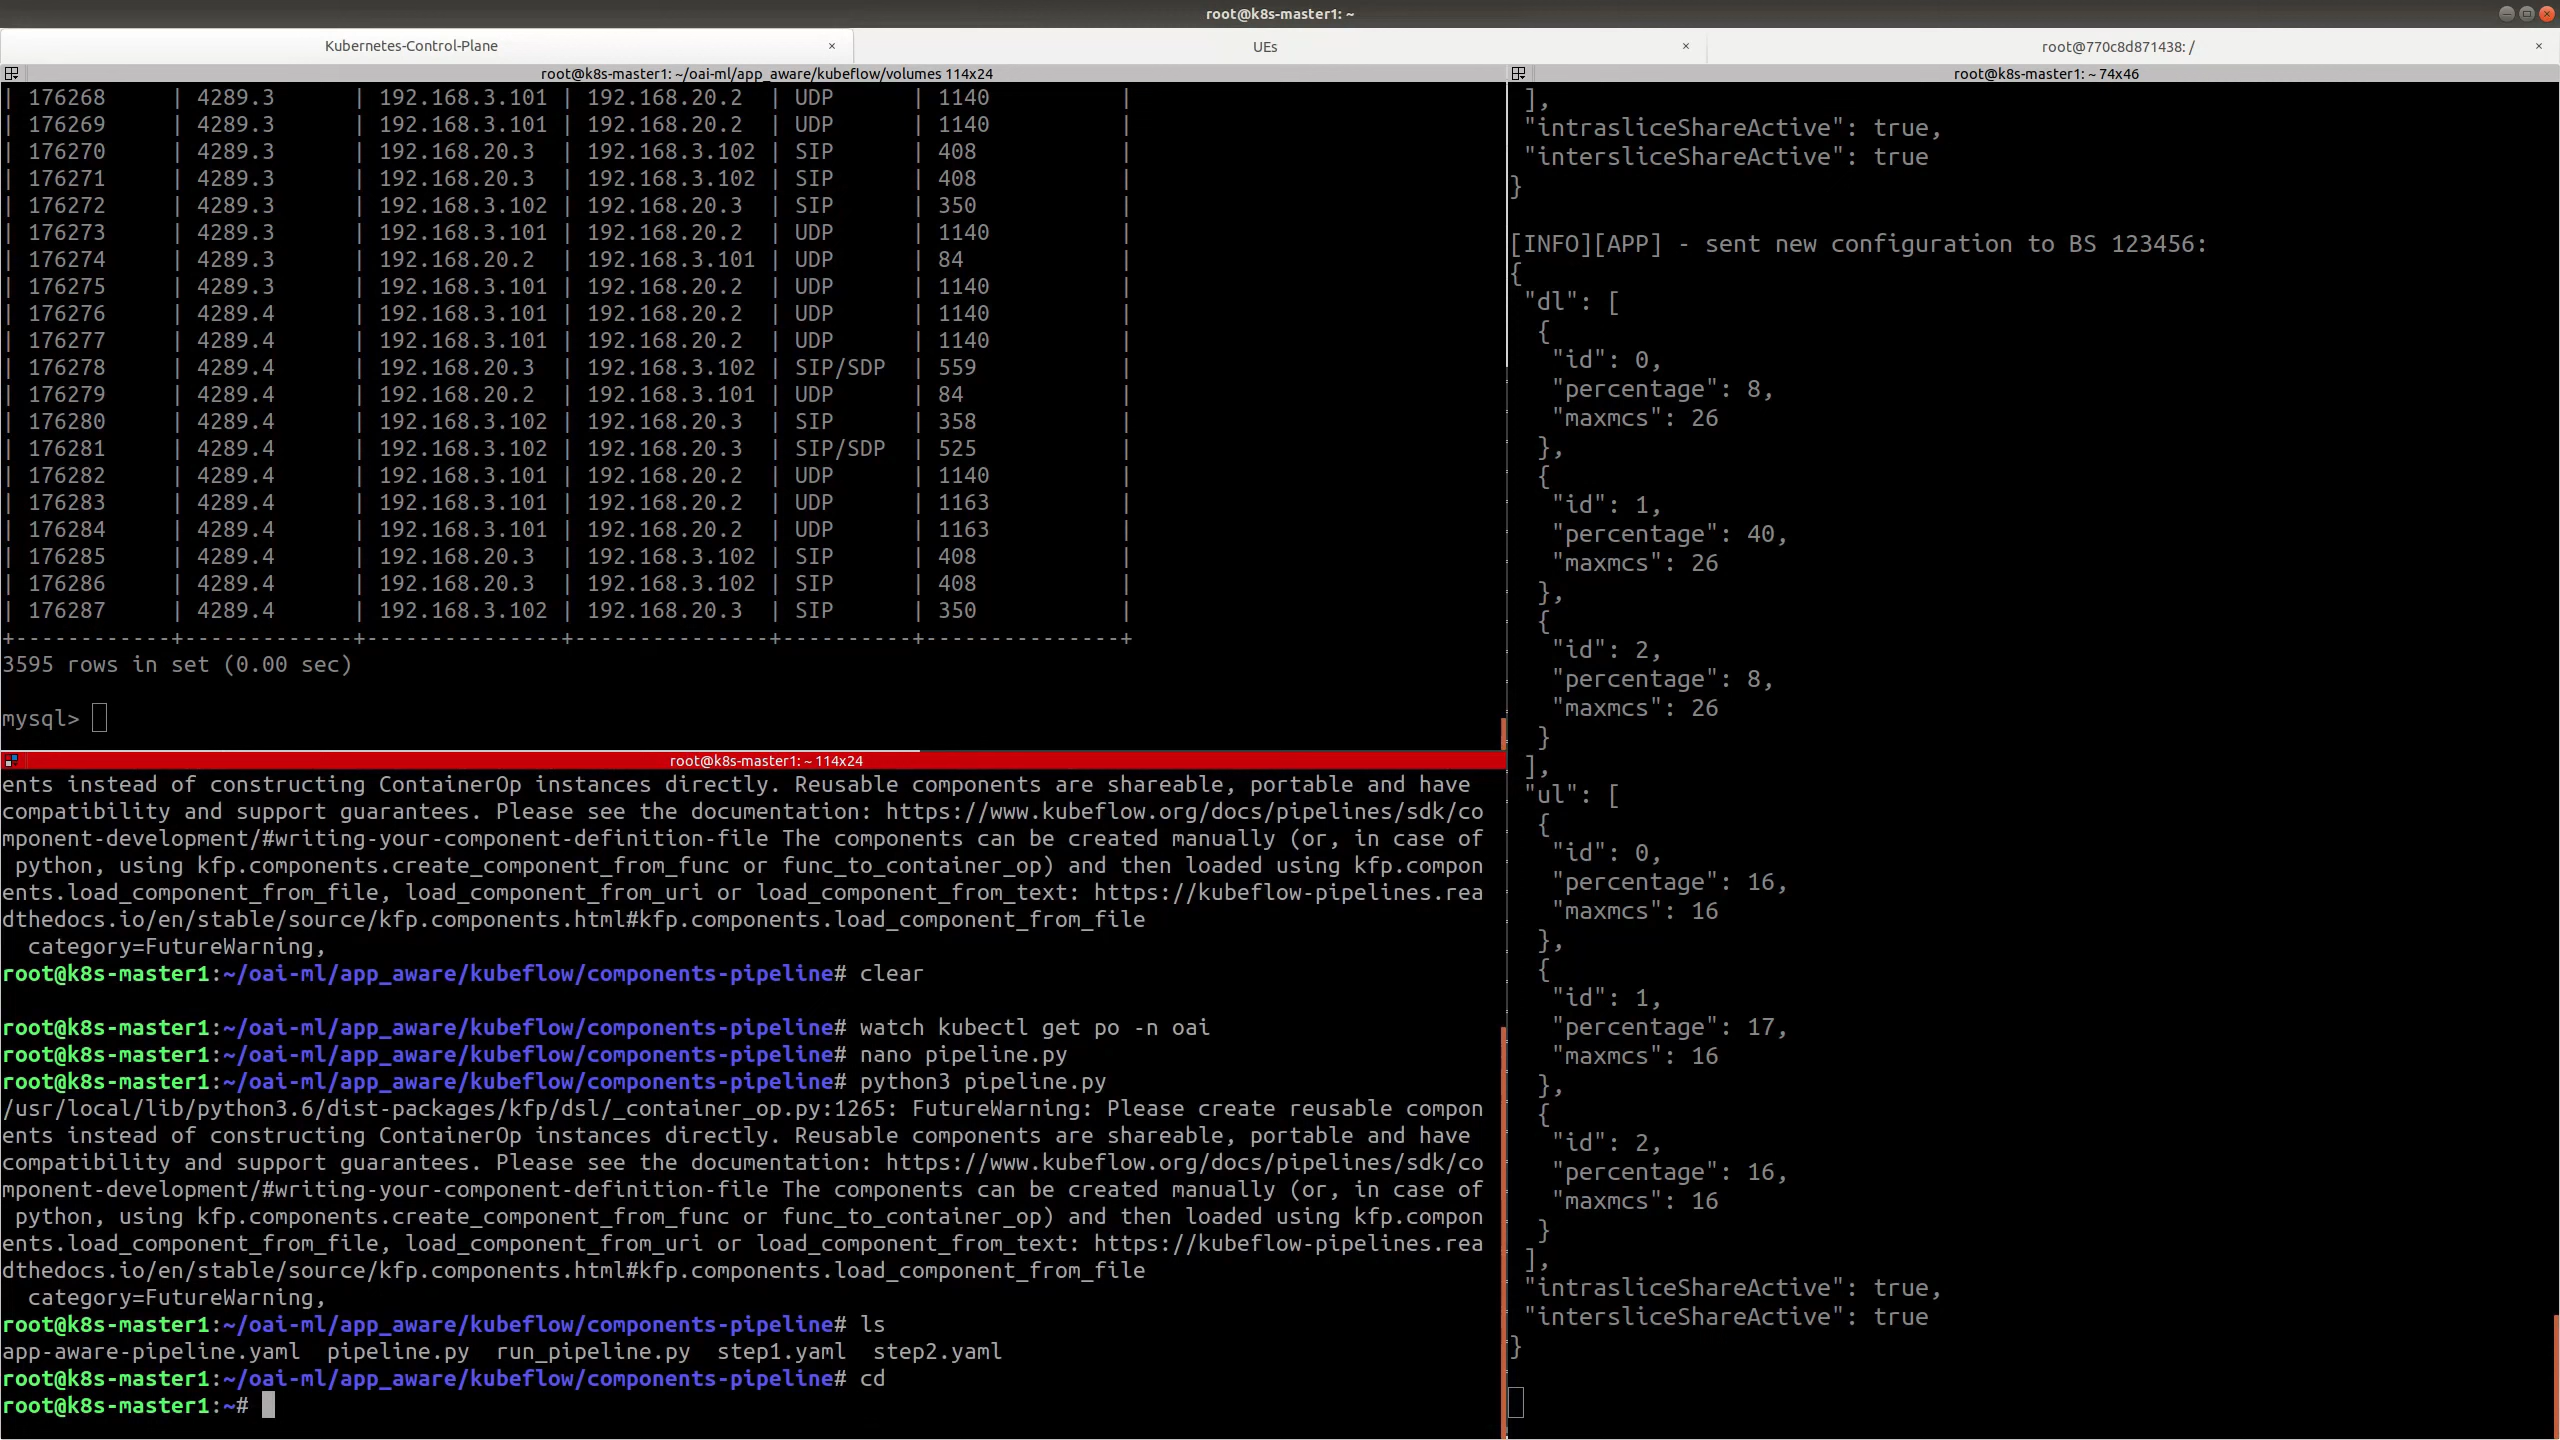 root@k8s-master1: ~
Kubernetes-Control-Plane ×
UEs ×
root@770c8d871438: / ×
root@k8s-master1: ~/oai-ml/app_aware/kubeflow/volumes 114x24
| 176268 | 4289.3 | 192.168.3.101 | 192.168.20.2 | UDP | 1140 |
| 176269 | 4289.3 | 192.168.3.101 | 192.168.20.2 | UDP | 1140 |
| 176270 | 4289.3 | 192.168.20.3 | 192.168.3.102 | SIP | 408 |
| 176271 | 4289.3 | 192.168.20.3 | 192.168.3.102 | SIP | 408 |
| 176272 | 4289.3 | 192.168.3.102 | 192.168.20.3 | SIP | 350 |
| 176273 | 4289.3 | 192.168.3.101 | 192.168.20.2 | UDP | 1140 |
| 176274 | 4289.3 | 192.168.20.2 | 192.168.3.101 | UDP | 84 |
| 176275 | 4289.3 | 192.168.3.101 | 192.168.20.2 | UDP | 1140 |
| 176276 | 4289.4 | 192.168.3.101 | 192.168.20.2 | UDP | 1140 |
| 176277 | 4289.4 | 192.168.3.101 | 192.168.20.2 | UDP | 1140 |
| 176278 | 4289.4 | 192.168.20.3 | 192.168.3.102 | SIP/SDP | 559 |
| 176279 | 4289.4 | 192.168.20.2 | 192.168.3.101 | UDP | 84 |
| 176280 | 4289.4 | 192.168.3.102 | 192.168.20.3 | SIP | 358 |
| 176281 | 4289.4 | 192.168.3.102 | 192.168.20.3 | SIP/SDP | 525 |
| 176282 | 4289.4 | 192.168.3.101 | 192.168.20.2 | UDP | 1140 |
| 176283 | 4289.4 | 192.168.3.101 | 192.168.20.2 | UDP | 1163 |
| 176284 | 4289.4 | 192.168.3.101 | 192.168.20.2 | UDP | 1163 |
| 176285 | 4289.4 | 192.168.20.3 | 192.168.3.102 | SIP | 408 |
| 176286 | 4289.4 | 192.168.20.3 | 192.168.3.102 | SIP | 408 |
| 176287 | 4289.4 | 192.168.3.102 | 192.168.20.3 | SIP | 350 |
+------------+-------------+---------------+---------------+----------+---------------+
3595 rows in set (0.00 sec)
mysql>
root@k8s-master1: ~ 114x24
ents instead of constructing ContainerOp instances directly. Reusable components are shareable, portable and have
compatibility and support guarantees. Please see the documentation: https://www.kubeflow.org/docs/pipelines/sdk/co
mponent-development/#writing-your-component-definition-file The components can be created manually (or, in case of
python, using kfp.components.create_component_from_func or func_to_container_op) and then loaded using kfp.compon
ents.load_component_from_file, load_component_from_uri or load_component_from_text: https://kubeflow-pipelines.rea
dthedocs.io/en/stable/source/kfp.components.html#kfp.components.load_component_from_file
category=FutureWarning,
root@k8s-master1:~/oai-ml/app_aware/kubeflow/components-pipeline# clear
root@k8s-master1:~/oai-ml/app_aware/kubeflow/components-pipeline# watch kubectl get po -n oai
root@k8s-master1:~/oai-ml/app_aware/kubeflow/components-pipeline# nano pipeline.py
root@k8s-master1:~/oai-ml/app_aware/kubeflow/components-pipeline# python3 pipeline.py
/usr/local/lib/python3.6/dist-packages/kfp/dsl/_container_op.py:1265: FutureWarning: Please create reusable compon
ents instead of constructing ContainerOp instances directly. Reusable components are shareable, portable and have
compatibility and support guarantees. Please see the documentation: https://www.kubeflow.org/docs/pipelines/sdk/co
mponent-development/#writing-your-component-definition-file The components can be created manually (or, in case of
python, using kfp.components.create_component_from_func or func_to_container_op) and then loaded using kfp.compon
ents.load_component_from_file, load_component_from_uri or load_component_from_text: https://kubeflow-pipelines.rea
dthedocs.io/en/stable/source/kfp.components.html#kfp.components.load_component_from_file
category=FutureWarning,
root@k8s-master1:~/oai-ml/app_aware/kubeflow/components-pipeline# ls
app-aware-pipeline.yaml pipeline.py run_pipeline.py step1.yaml step2.yaml
root@k8s-master1:~/oai-ml/app_aware/kubeflow/components-pipeline# cd
root@k8s-master1:~#
root@k8s-master1: ~ 74x46
],
"intrasliceShareActive": true,
"intersliceShareActive": true
}
[INFO][APP] - sent new configuration to BS 123456:
{
"dl": [
{
"id": 0,
"percentage": 8,
"maxmcs": 26
},
{
"id": 1,
"percentage": 40,
"maxmcs": 26
},
{
"id": 2,
"percentage": 8,
"maxmcs": 26
}
],
"ul": [
{
"id": 0,
"percentage": 16,
"maxmcs": 16
},
{
"id": 1,
"percentage": 17,
"maxmcs": 16
},
{
"id": 2,
"percentage": 16,
"maxmcs": 16
}
],
"intrasliceShareActive": true,
"intersliceShareActive": true
}